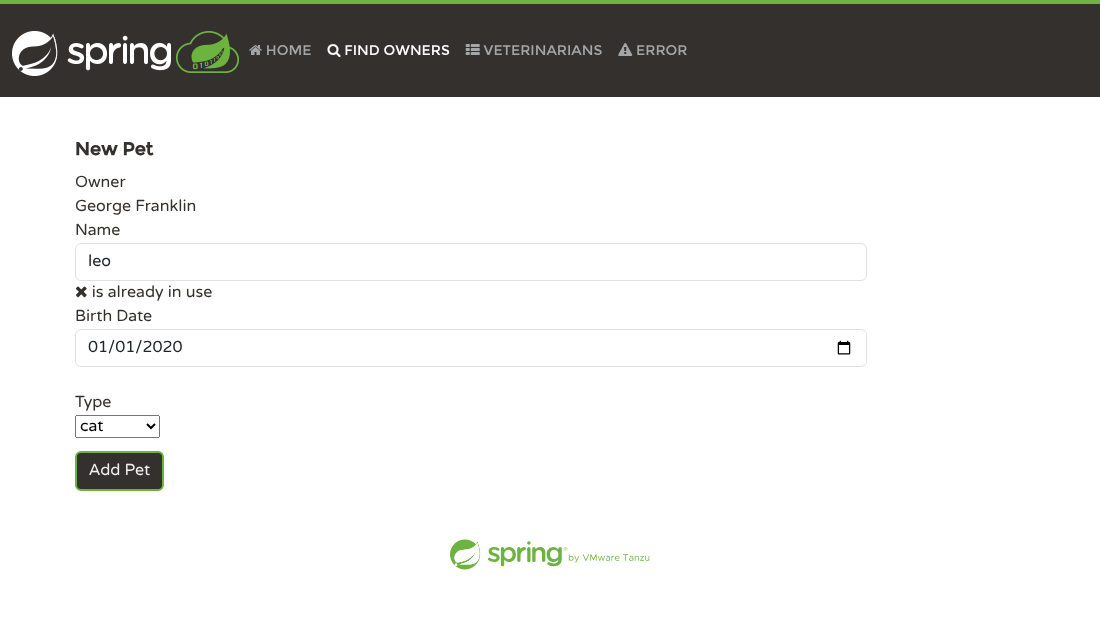 spring HOME FIND OWNERS VETERINARIANS ERROR
New Pet
Owner
George Franklin
Name
leo
is already in use
Birth Date
01/01/2020
Type
cat
Add Pet
spring by VMware Tanzu